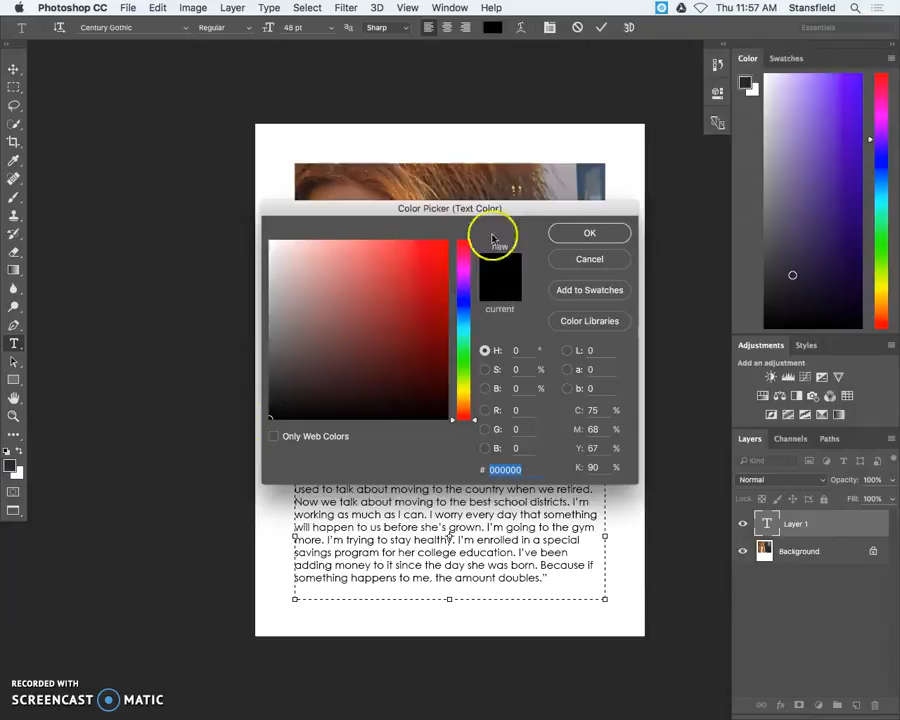 Photoshop CC File Edit Image Layer Type Select Filter 3D View Window Help Thu 11:57 AM Stansfield
T Century Gothic Regular 48 pt Sharp 3D Essentials
Color Swatches
Color Picker (Text Color)
new
OK
Cancel
Add to Swatches
current
Color Libraries
H: 0 ° L: 0
S: 0 % a: 0
B: 0 % b: 0
R: 0 C: 75 %
G: 0 M: 68 %
B: 0 Y: 67 %
# 000000 K: 90 %
Only Web Colors
used to talk about moving to the country when we retired.
Now we talk about moving to the best school districts. I'm
working as much as I can. I worry every day that something
will happen to us before she's grown. I'm going to the gym
more. I'm trying to stay healthy. I'm enrolled in a special
savings program for her college education. I've been
adding money to it since the day she was born. Because if
something happens to me, the amount doubles."
Adjustments Styles
Add an adjustment
Layers Channels Paths
Kind
Normal Opacity: 100%
Lock: Fill: 100%
T Layer 1
Background
RECORDED WITH
SCREENCAST MATIC